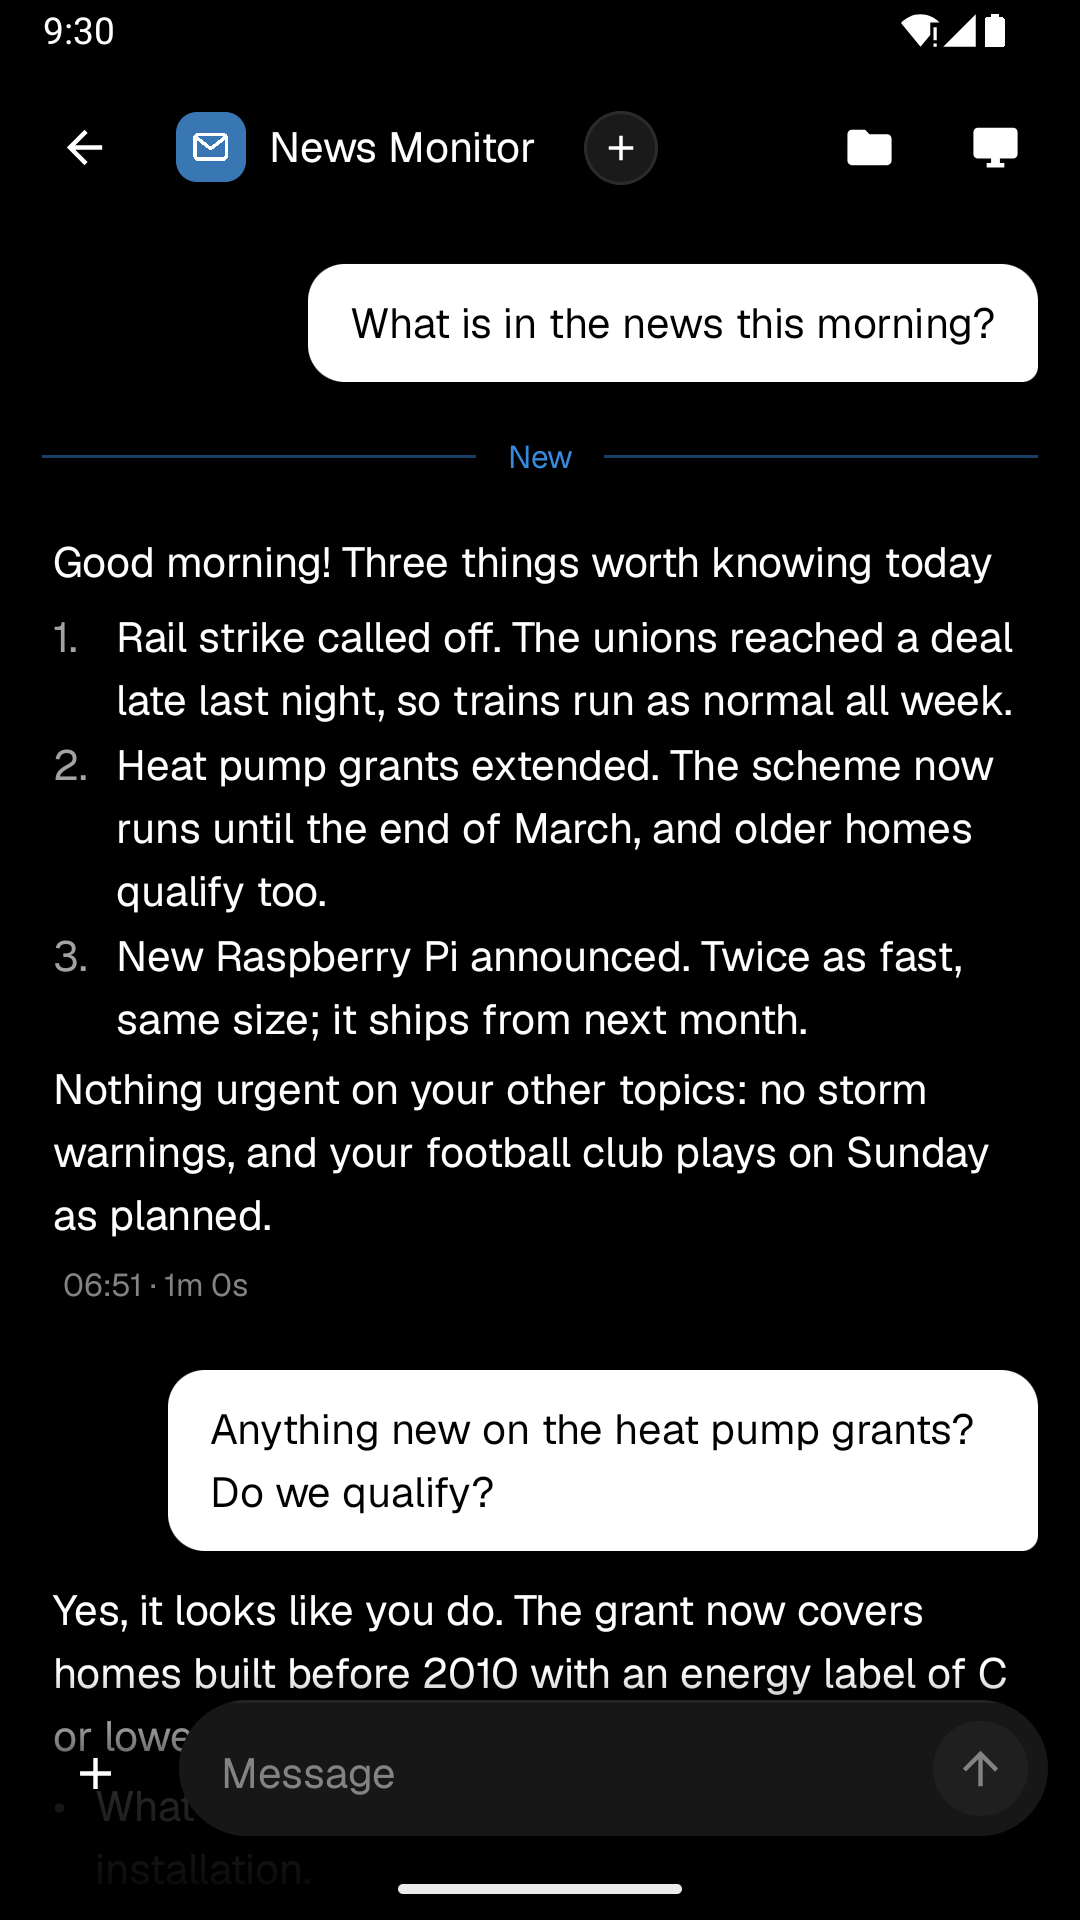 9:30
News Monitor
What is in the news this morning?
New
Good morning! Three things worth knowing today
1. Rail strike called off. The unions reached a deal
late last night, so trains run as normal all week.
2. Heat pump grants extended. The scheme now
runs until the end of March, and older homes
qualify too.
3. New Raspberry Pi announced. Twice as fast,
same size; it ships from next month.
Nothing urgent on your other topics: no storm
warnings, and your football club plays on Sunday
as planned.
06:51 · 1m 0s
Anything new on the heat pump grants?
Do we qualify?
Yes, it looks like you do. The grant now covers
homes built before 2010 with an energy label of C
or lowe
Message
• What
installation.